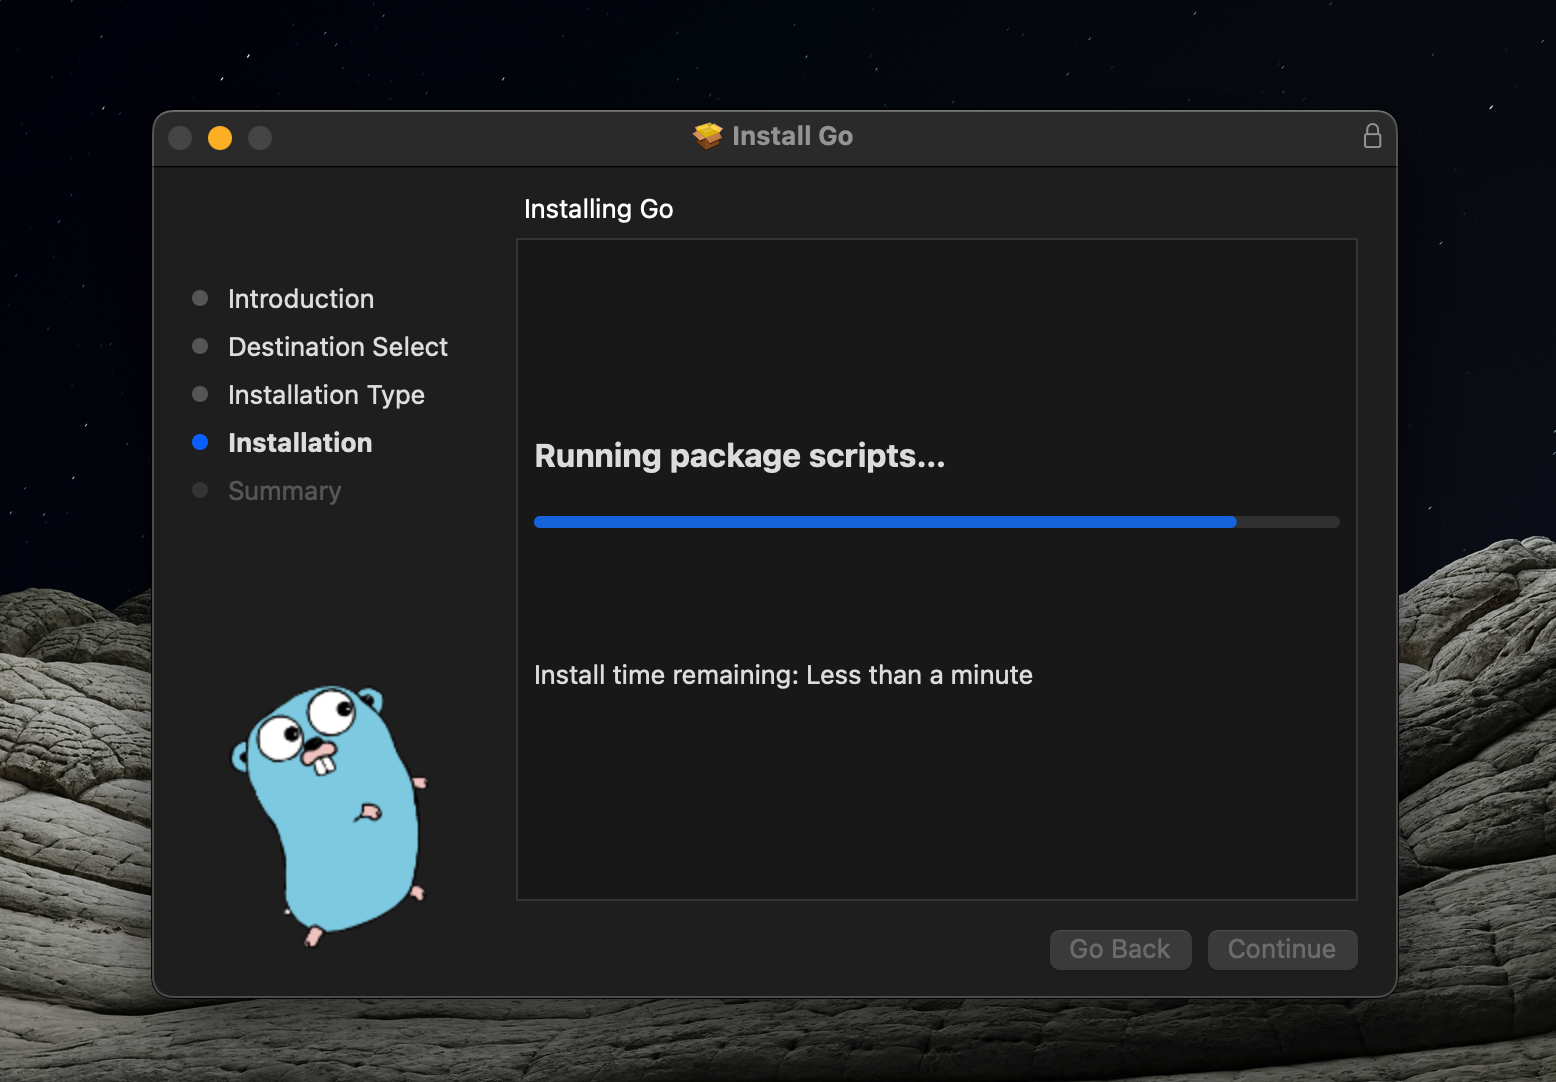 Install Go
Installing Go
Introduction
Destination Select
Installation Type
Installation
Summary
Running package scripts...
Install time remaining: Less than a minute
Go Back
Continue